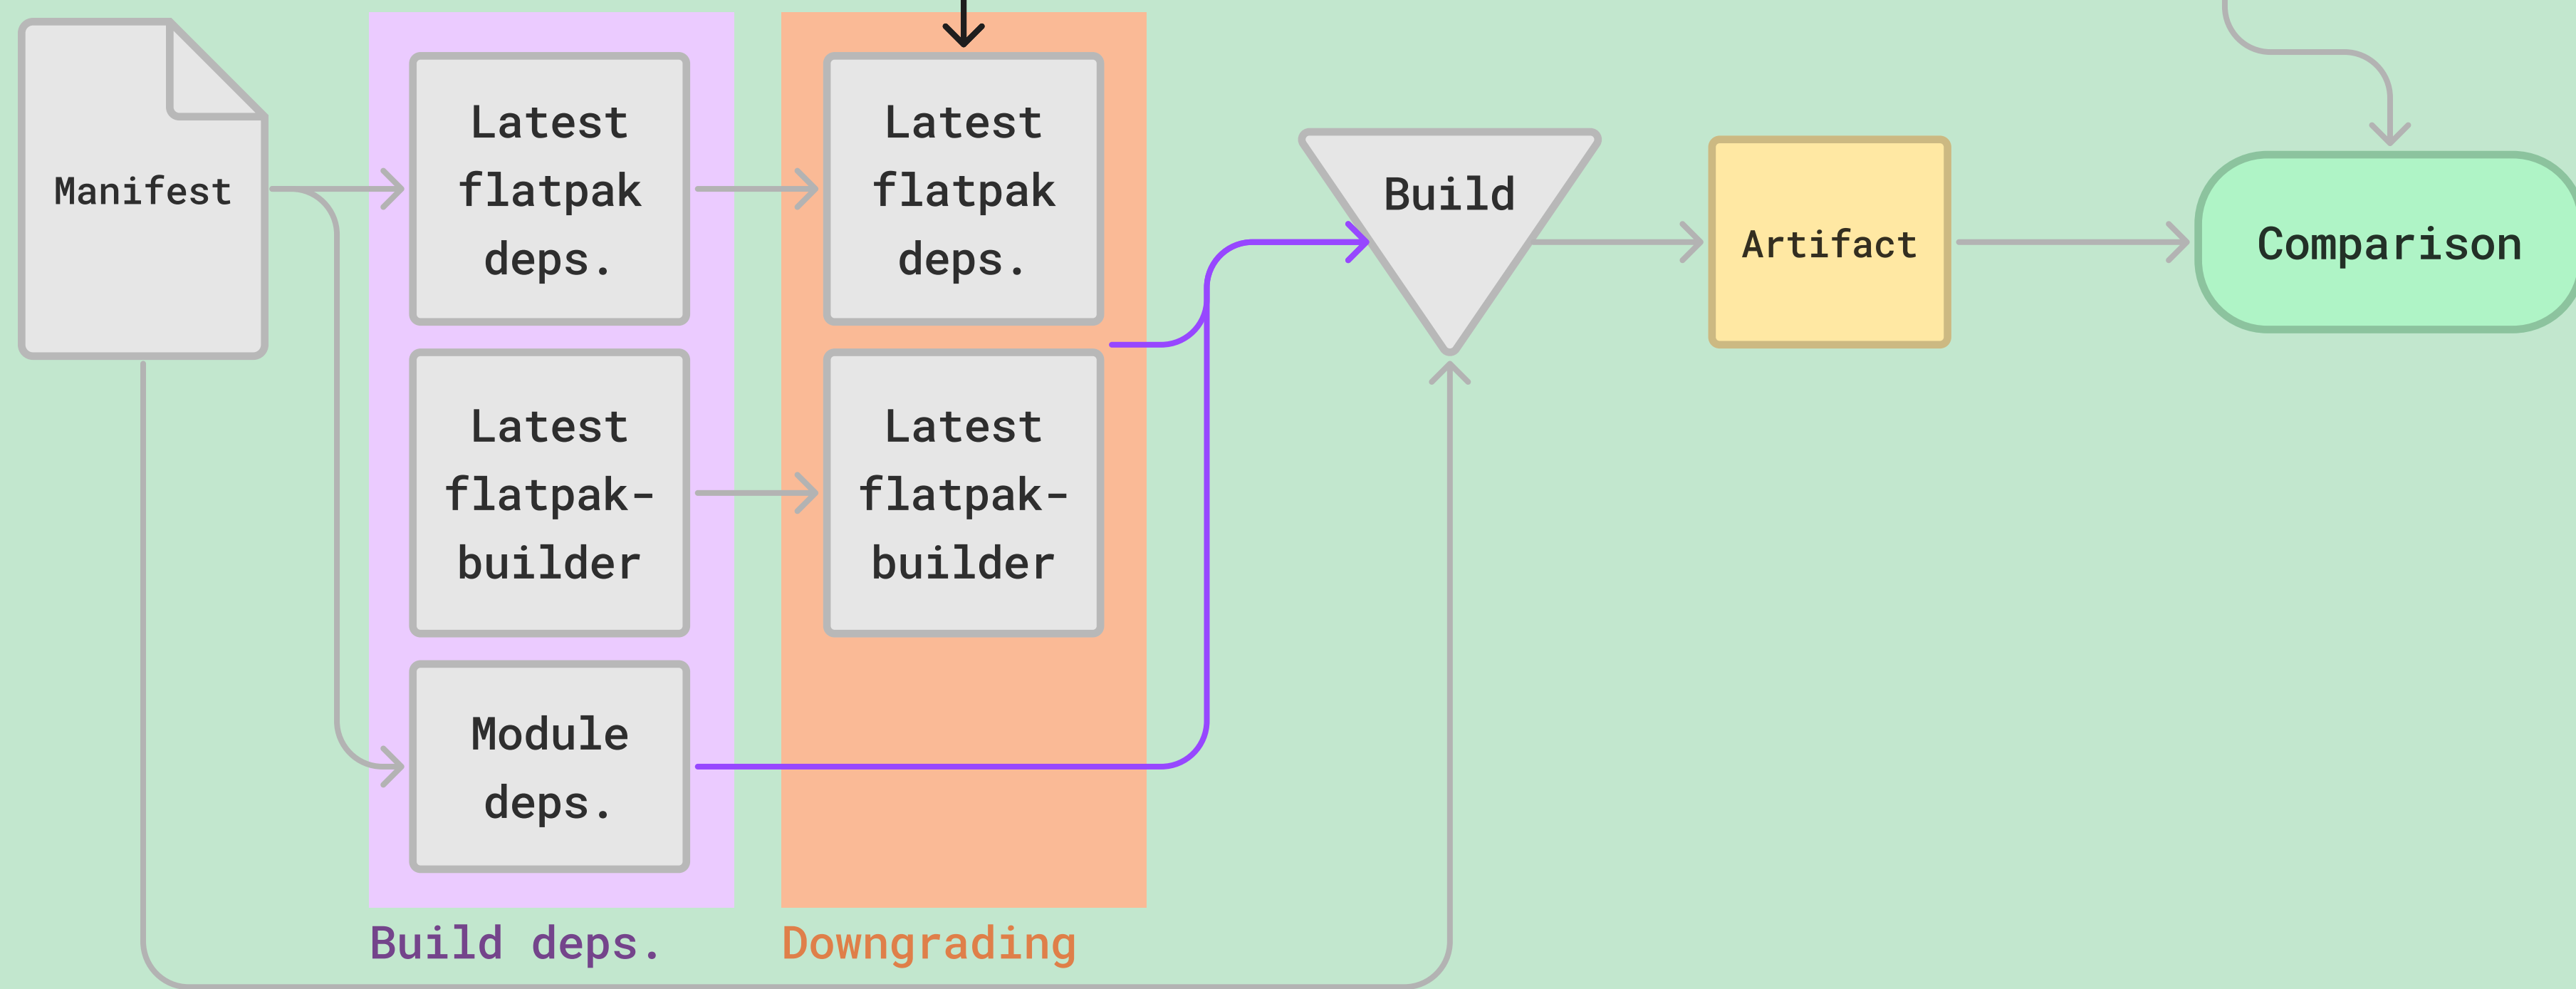 Manifest
Latest
flatpak
deps.
Latest
flatpak-
builder
Module
deps.
Build deps.
Latest
flatpak
deps.
Latest
flatpak-
builder
Downgrading
Build
Artifact
Comparison